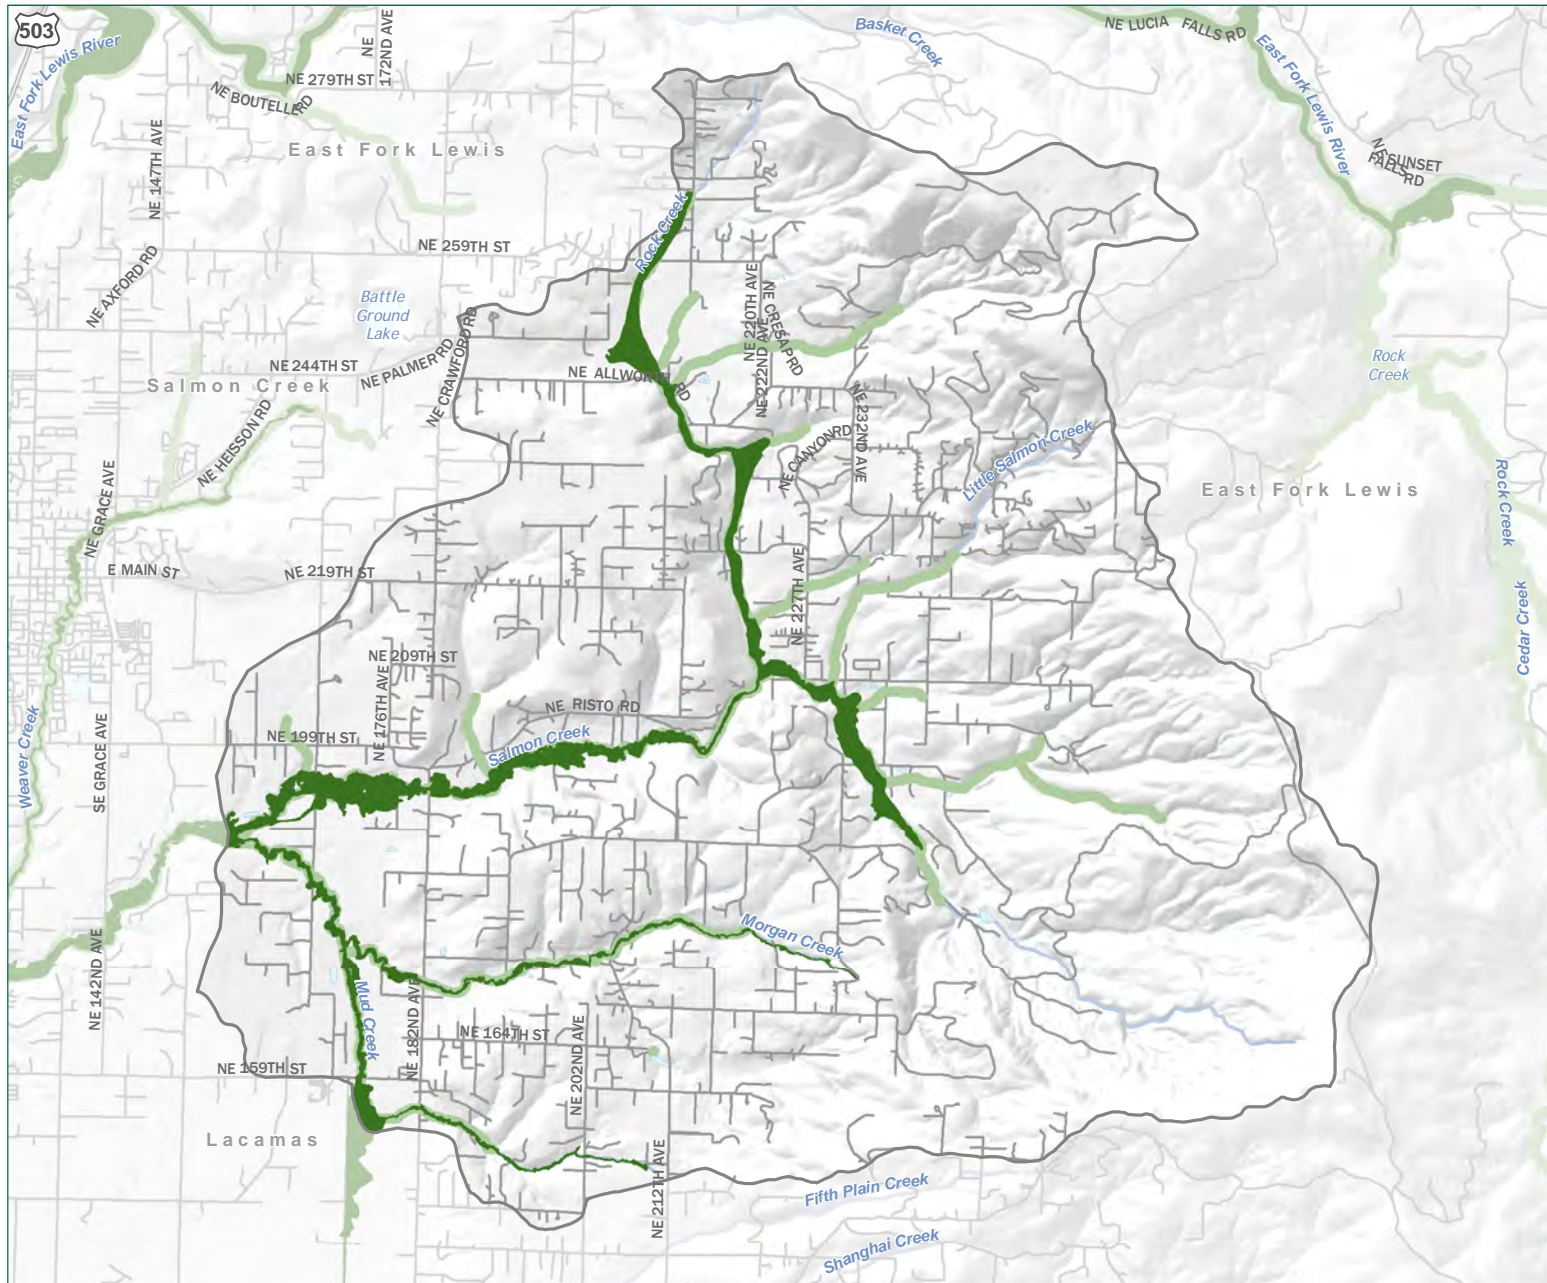 503
East Fork Lewis River
NE
172ND AVE
NE 279TH ST
NE BOUTELLE RD
NE 147TH AVE
East Fork Lewis
Basket Creek
NE LUCIA FALLS RD
East Fork Lewis River
NE SUNSET
FALLS RD
NE 259TH ST
NE AXFORD RD
Rock Creek
Battle
Ground
Lake
NE 220TH AVE
NE CRESAP RD
NE 222ND AVE
NE 244TH ST
NE PALMER RD
NE CRAWFORD RD
Salmon Creek
NE HEISSON RD
NE ALLWORTH RD
NE 232ND AVE
NE CANYON RD
Little Salmon Creek
Rock
Creek
East Fork Lewis
Rock Creek
Cedar Creek
NE GRACE AVE
E MAIN ST
NE 219TH ST
NE 227TH AVE
NE 209TH ST
NE 176TH AVE
NE RISTO RD
NE 199TH ST
Salmon Creek
Weaver Creek
SE GRACE AVE
NE 142ND AVE
Morgan Creek
Mud Creek
NE 182ND AVE
NE 164TH ST
NE 202ND AVE
NE 159TH ST
Lacamas
NE 212TH AVE
Fifth Plain Creek
Shanghai Creek